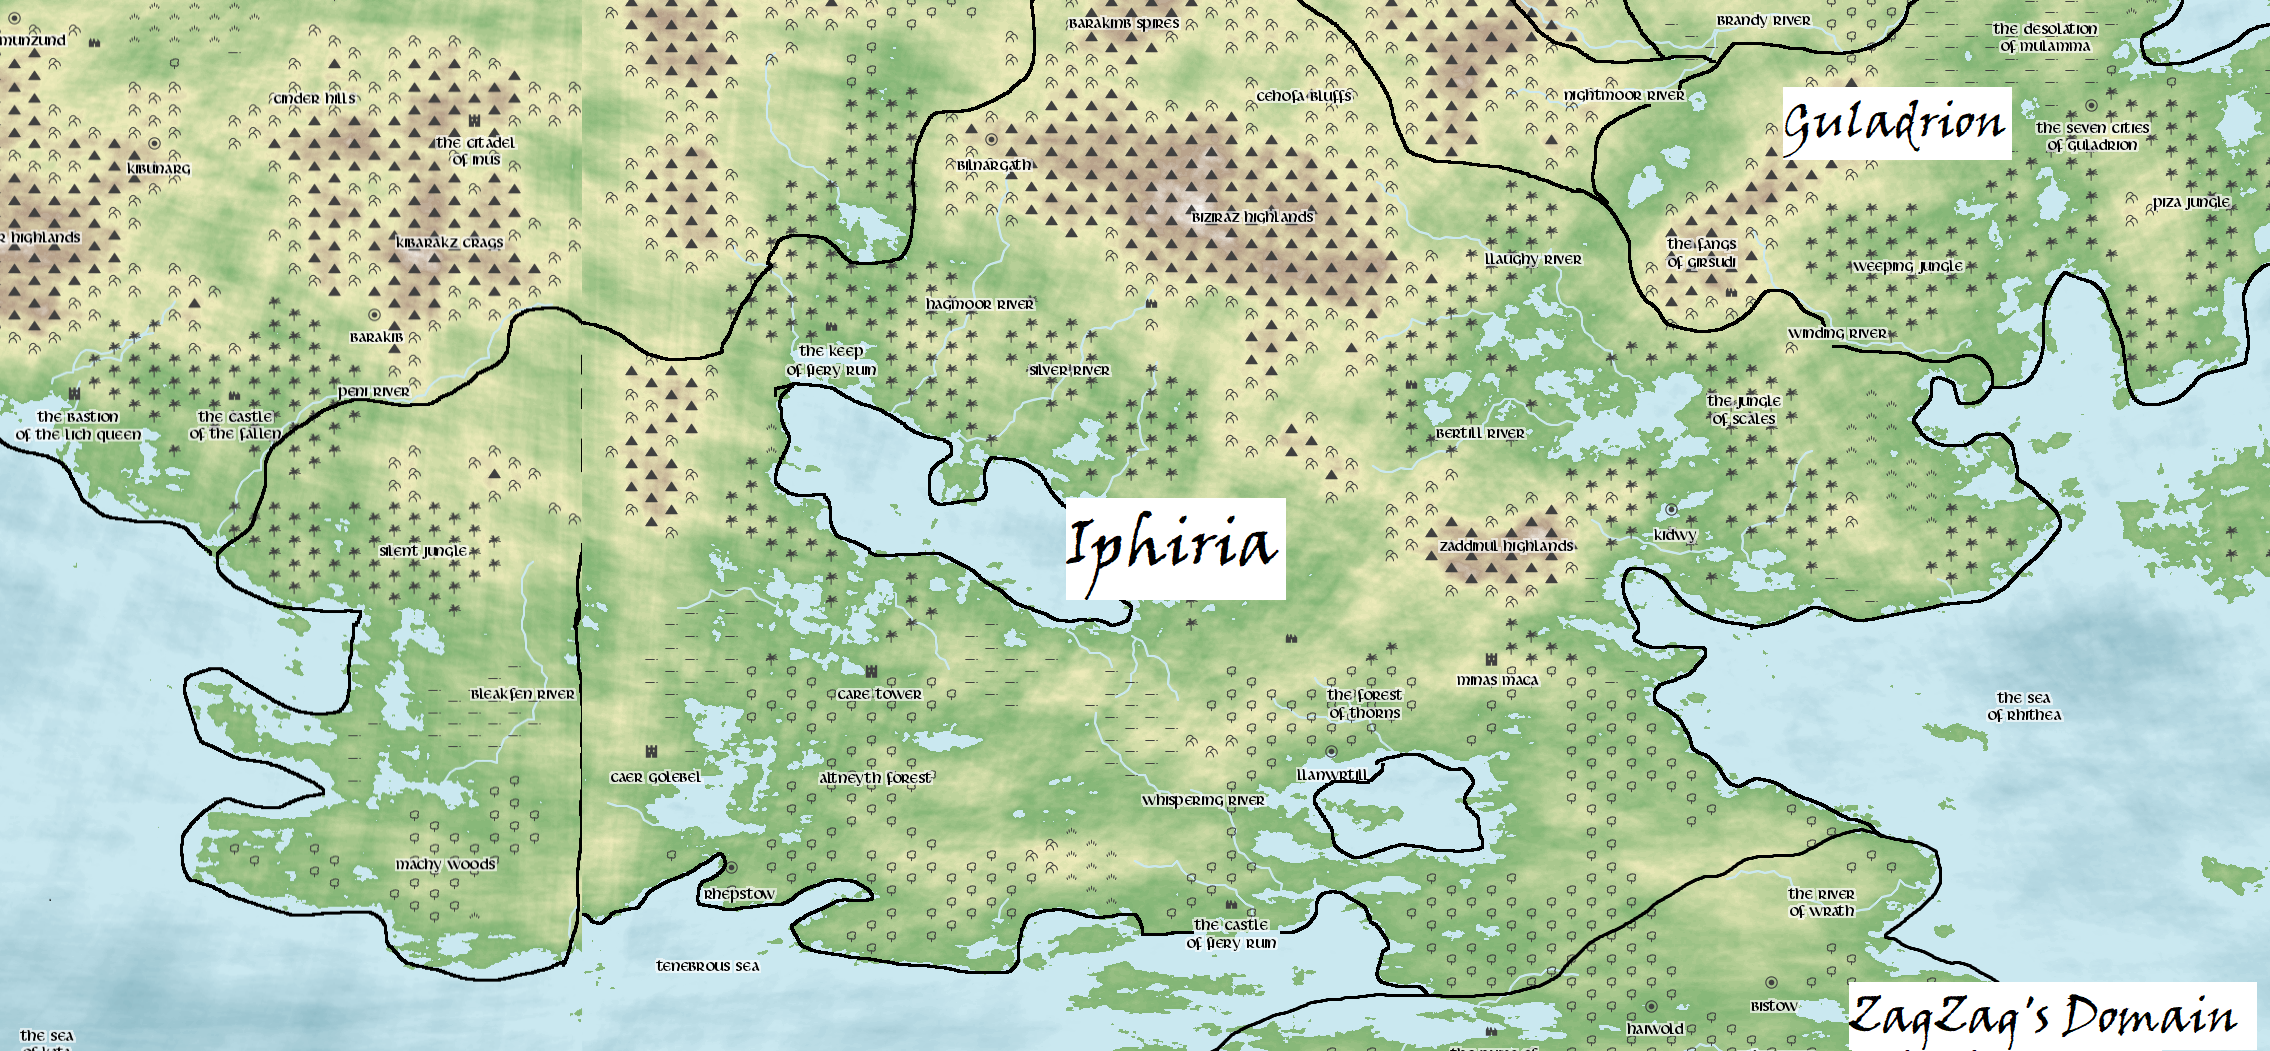 munzund
Barakinb Spires
Brandy River
The Desolation
of Mulamma
Cinder Hills
Cehofa Bluffs
Nightmoor River
Guladrion
The Seven Cities
of Guladrion
The Citadel
of Inus
Kibunarg
Bilnargath
Piza Jungle
Biziraz Highlands
r Highlands
Kibarakz Crags
The Fangs
of Girsudi
Llaughy River
Weeping Jungle
Hagmoor River
Barakib
Winding River
The Keep
of Fiery Ruin
Silver River
Peni River
The Bastion
of the Lich Queen
The Castle
of the Fallen
The Jungle
of Scales
Bertill River
Iphiria
Silent Jungle
Zaddinul Highlands
Kidwy
Bleakfen River
Care Tower
Minas Maca
The Forest
of Thorns
The Sea
of Rhithea
Caer Golebel
Altneyth Forest
Llanwrtill
Whispering River
Machy Woods
Rhepstow
The River
of Wrath
The Castle
of Fiery Ruin
Tenebrous Sea
Bistow
Haiwold
ZagZag's Domain
The Sea